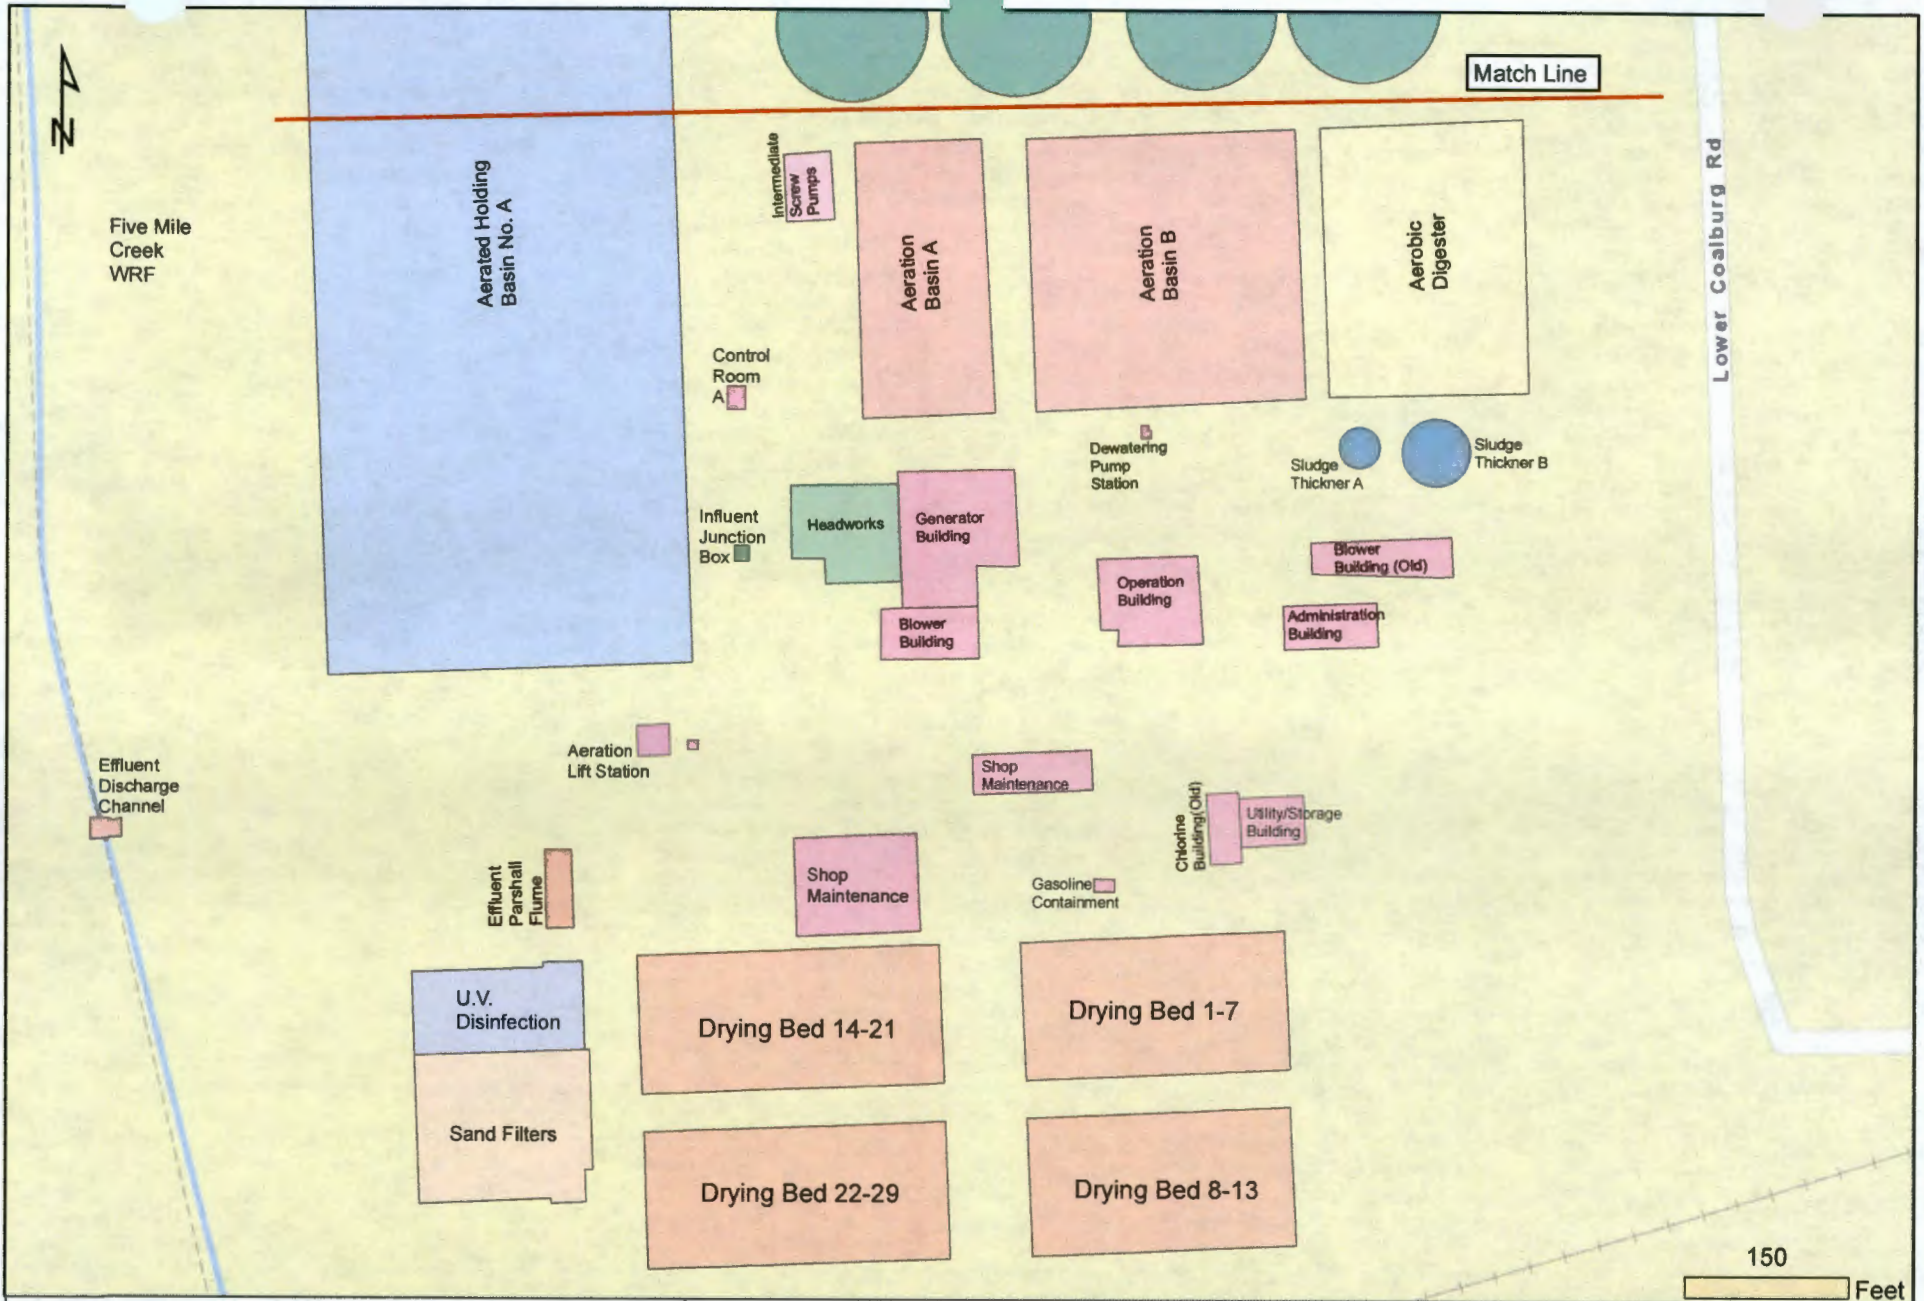 Match Line
N
Intermediate
Screw
Pumps
Aerated Holding
Basin No. A
Aeration
Basin A
Aeration
Basin B
Aerobic
Digester
Lower Coalburg Rd
Five Mile
Creek
WRF
Control
Room
A
Dewatering
Pump
Station
Sludge
Thickner A
Sludge
Thickner B
Influent
Junction
Box
Headworks
Generator
Building
Blower
Building (Old)
Operation
Building
Administration
Building
Blower
Building
Aeration
Lift Station
Effluent
Discharge
Channel
Shop
Maintenance
Chlorine
Building(Old)
Utility/Storage
Building
Effluent
Parshall
Flume
Shop
Maintenance
Gasoline
Containment
U.V.
Disinfection
Drying Bed 14-21
Drying Bed 1-7
Sand Filters
Drying Bed 22-29
Drying Bed 8-13
150
Feet